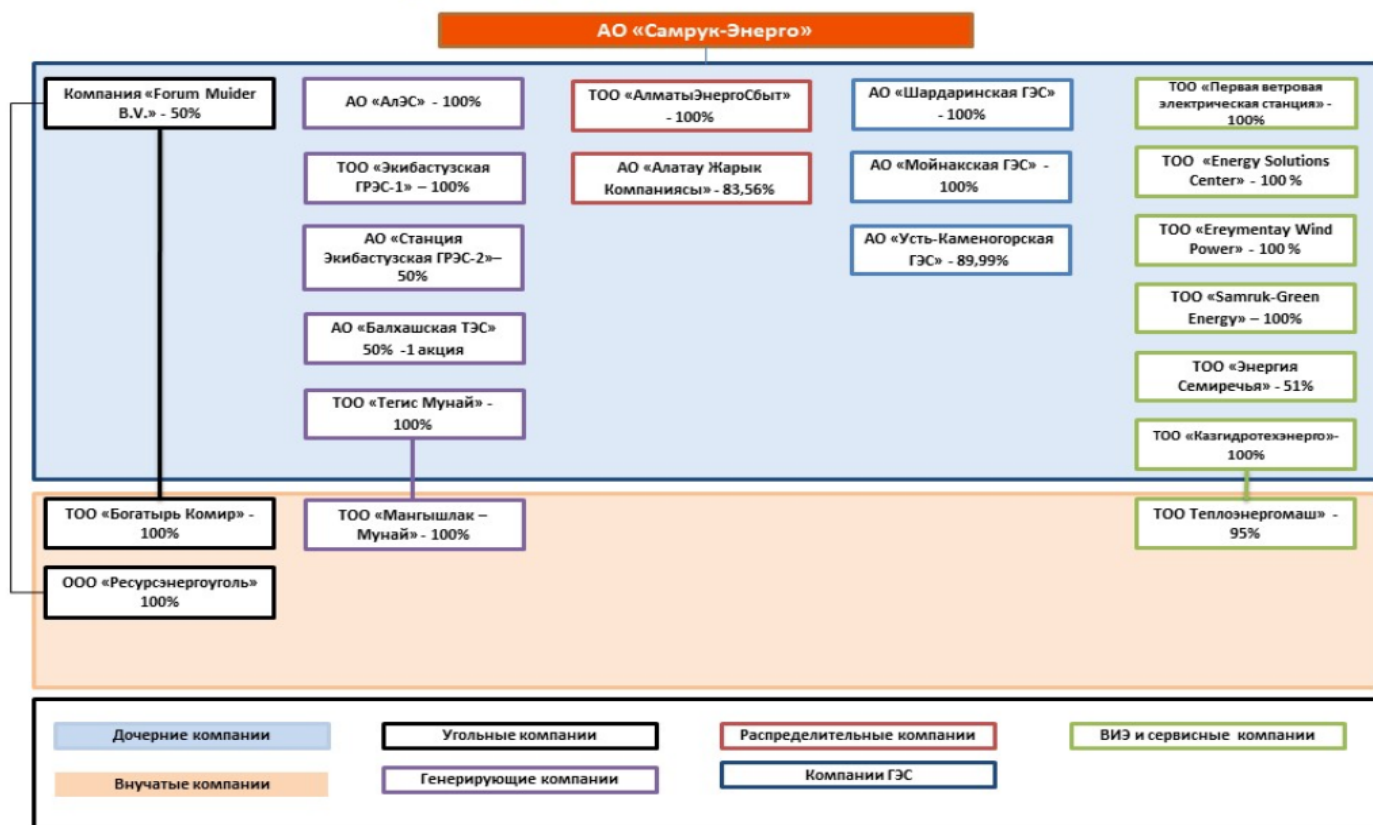 АО «Самрук-Энерго»
Компания «Forum Muider
B.V.» - 50%
АО «АлЭС» - 100%
ТОО «Экибастузская
ГРЭС-1» – 100%
АО «Станция
Экибастузская ГРЭС-2»–
50%
АО «Балхашская ТЭС»
50% -1 акция
ТОО «Тегис Мунай» -
100%
ТОО «АлматыЭнергоСбыт»
- 100%
АО «Алатау Жарык
Компаниясы» - 83,56%
АО «Шардаринская ГЭС»
- 100%
АО «Мойнакская ГЭС» -
100%
АО «Усть-Каменогорская
ГЭС» - 89,99%
ТОО «Первая ветровая
электрическая станция» -
100%
ТОО «Energy Solutions
Center» - 100 %
ТОО «Ereymentay Wind
Power» - 100 %
ТОО «Samruk-Green
Energy» – 100%
ТОО «Энергия
Семиречья» - 51%
ТОО «Казгидротехэнерго»-
100%
ТОО «Богатырь Комир» -
100%
ООО «Ресурсэнергоуголь»
100%
ТОО «Мангышлак –
Мунай» - 100%
ТОО Теплоэнергомаш» -
95%
Дочерние компании
Угольные компании
Распределительные компании
ВИЭ и сервисные компании
Внучатые компании
Генерирующие компании
Компании ГЭС